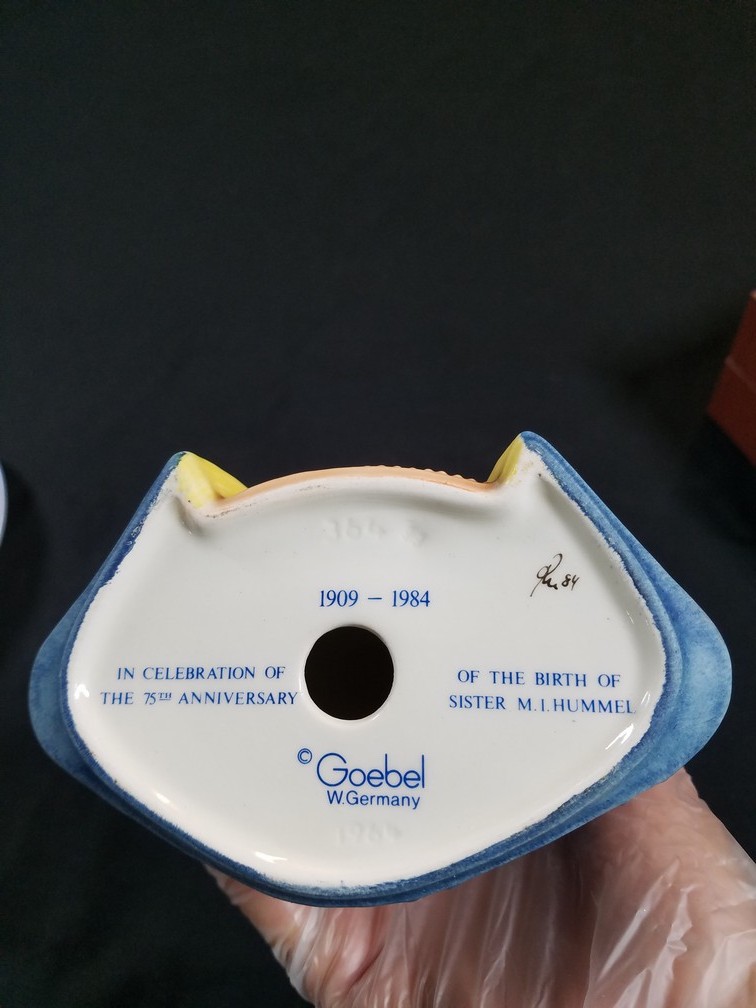 1909 – 1984
IN CELEBRATION OF
THE 75TH ANNIVERSARY
OF THE BIRTH OF
SISTER M.I.HUMMEL
© Goebel
W.Germany